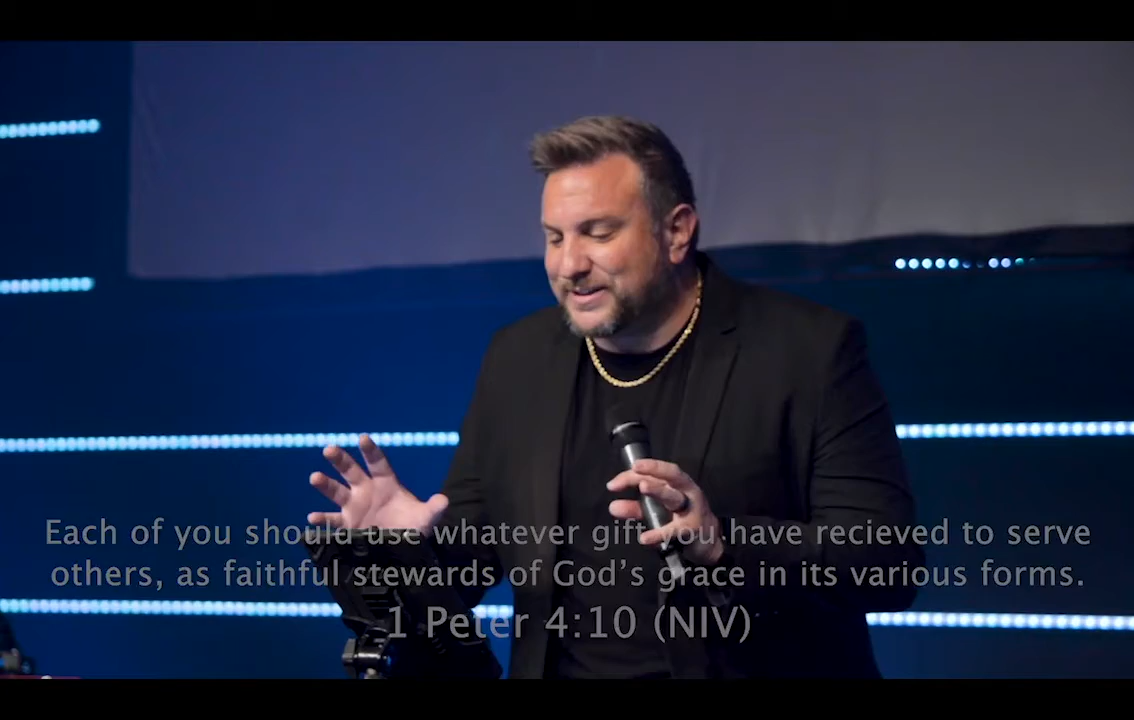 Each of you should use whatever gift you have recieved to serve
others, as faithful stewards of God's grace in its various forms.
1 Peter 4:10 (NIV)